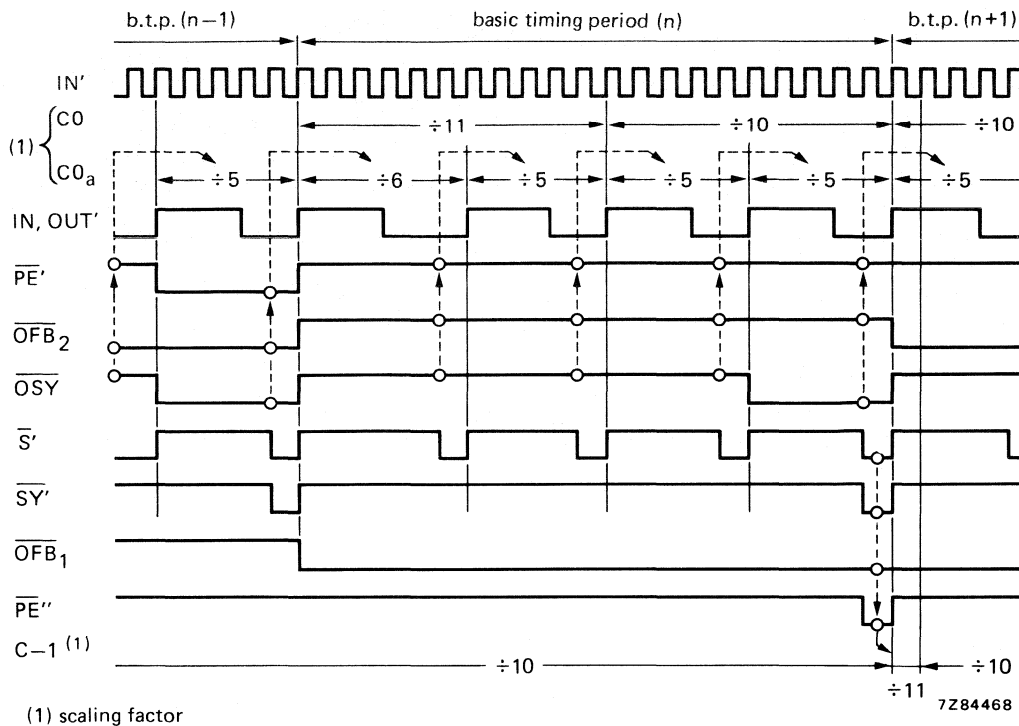 b.t.p. (n−1) basic timing period (n) b.t.p. (n+1)
IN'
(1) { C0 ÷11 ÷10 ÷10
C0a ÷5 ÷6 ÷5 ÷5 ÷5 ÷5
IN, OUT'
PE'
OFB2
OSY
S'
SY'
OFB1
PE''
C−1 (1)
÷10 ÷10
÷11
7Z84468
(1) scaling factor